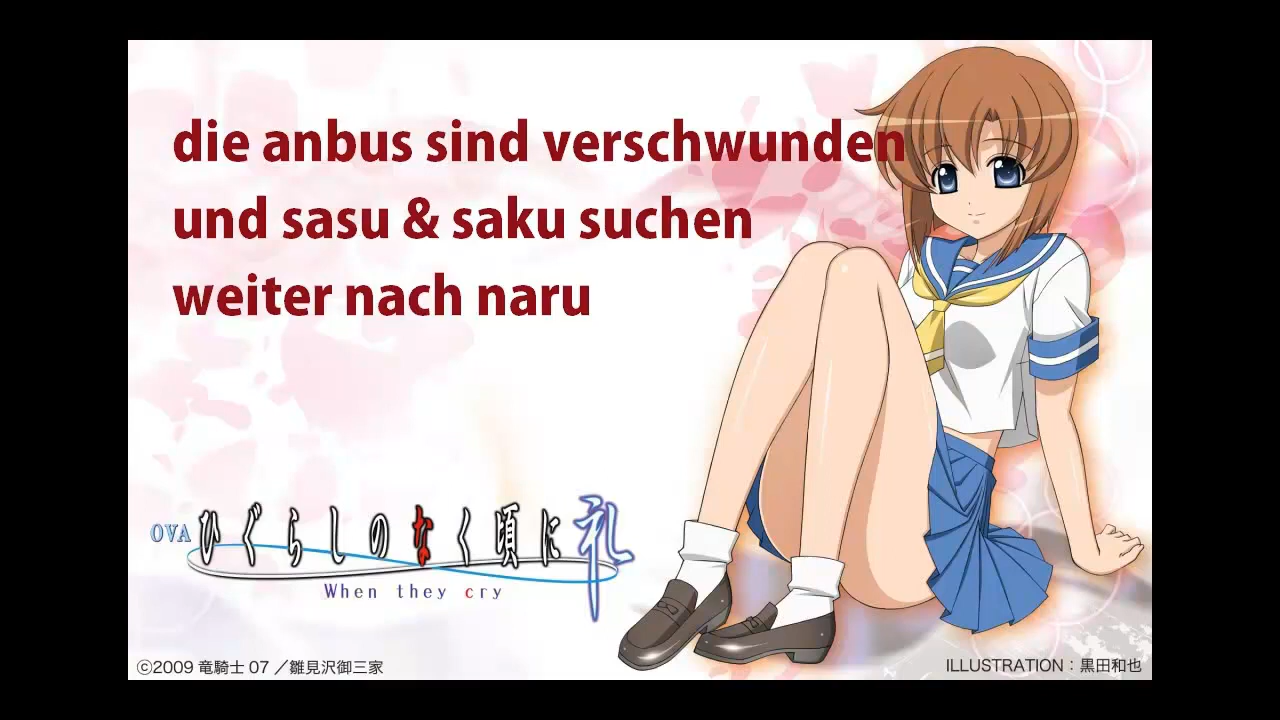 die anbus sind verschwunden
und sasu & saku suchen
weiter nach naru
OVA ひぐらしのなく頃に礼
When they cry
©2009 竜騎士07／雛見沢御三家
ILLUSTRATION：黒田和也